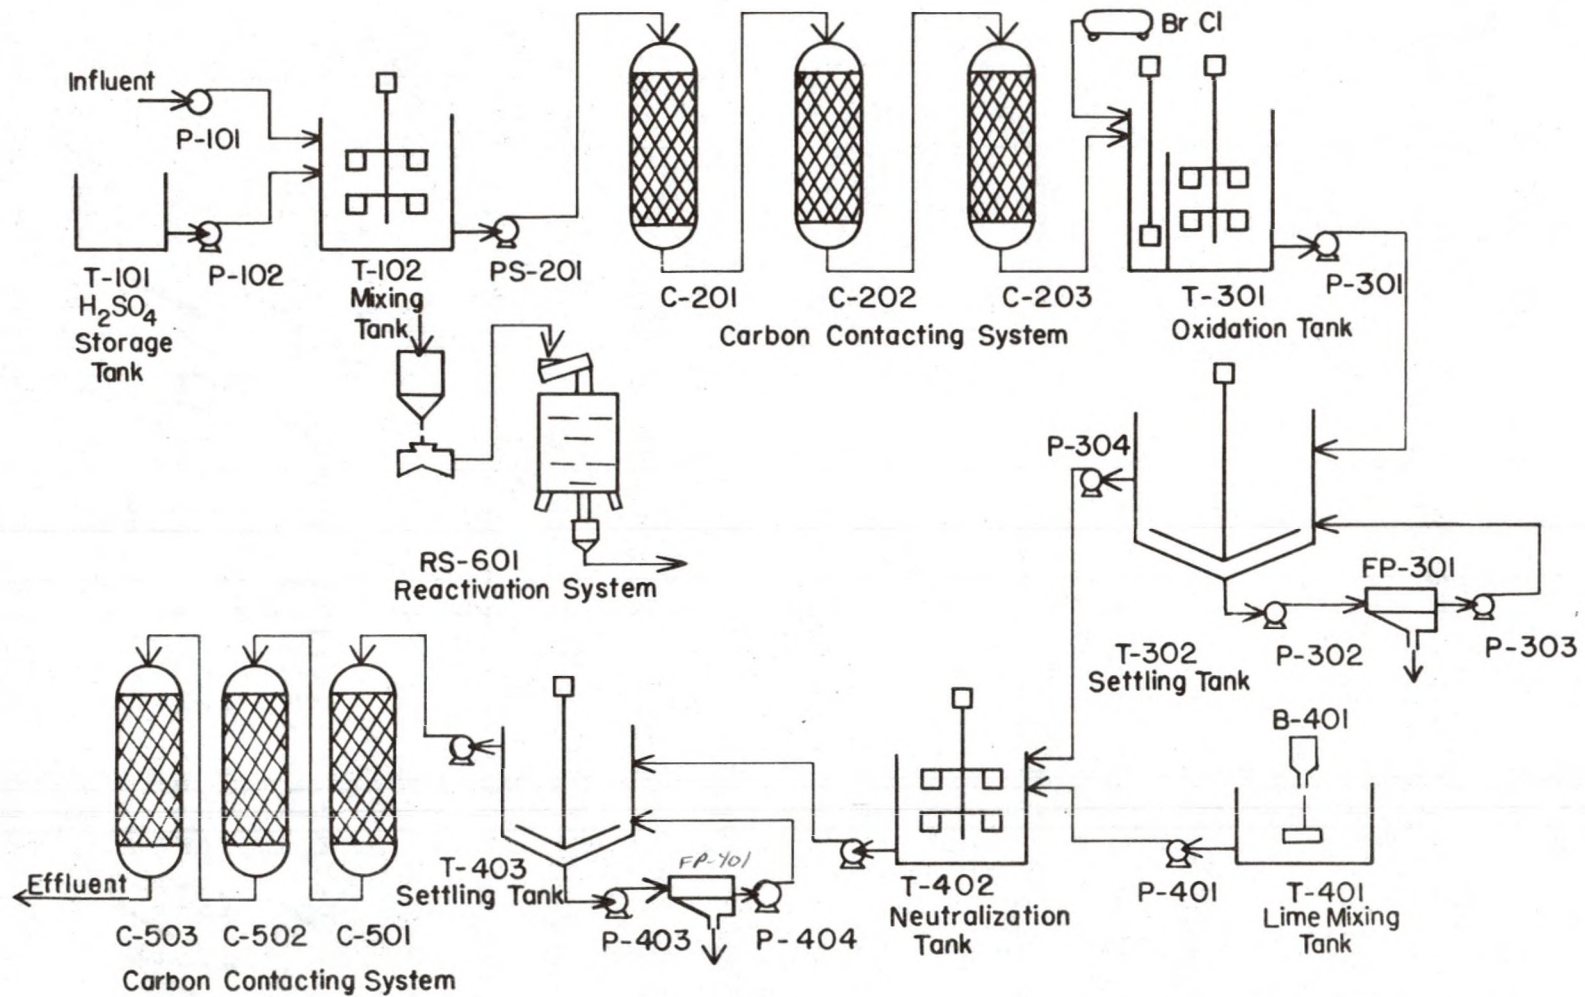 Br Cl
Influent
P-101
T-101
H2SO4
Storage
Tank
P-102
T-102
Mixing
Tank
PS-201
C-201
C-202
C-203
Carbon Contacting System
T-301
Oxidation Tank
P-301
P-304
RS-601
Reactivation System
FP-301
T-302
Settling Tank
P-302
P-303
B-401
T-403
Settling Tank
FP-401
P-403
P-404
T-402
Neutralization
Tank
P-401
T-401
Lime Mixing
Tank
Effluent
C-503
C-502
C-501
Carbon Contacting System